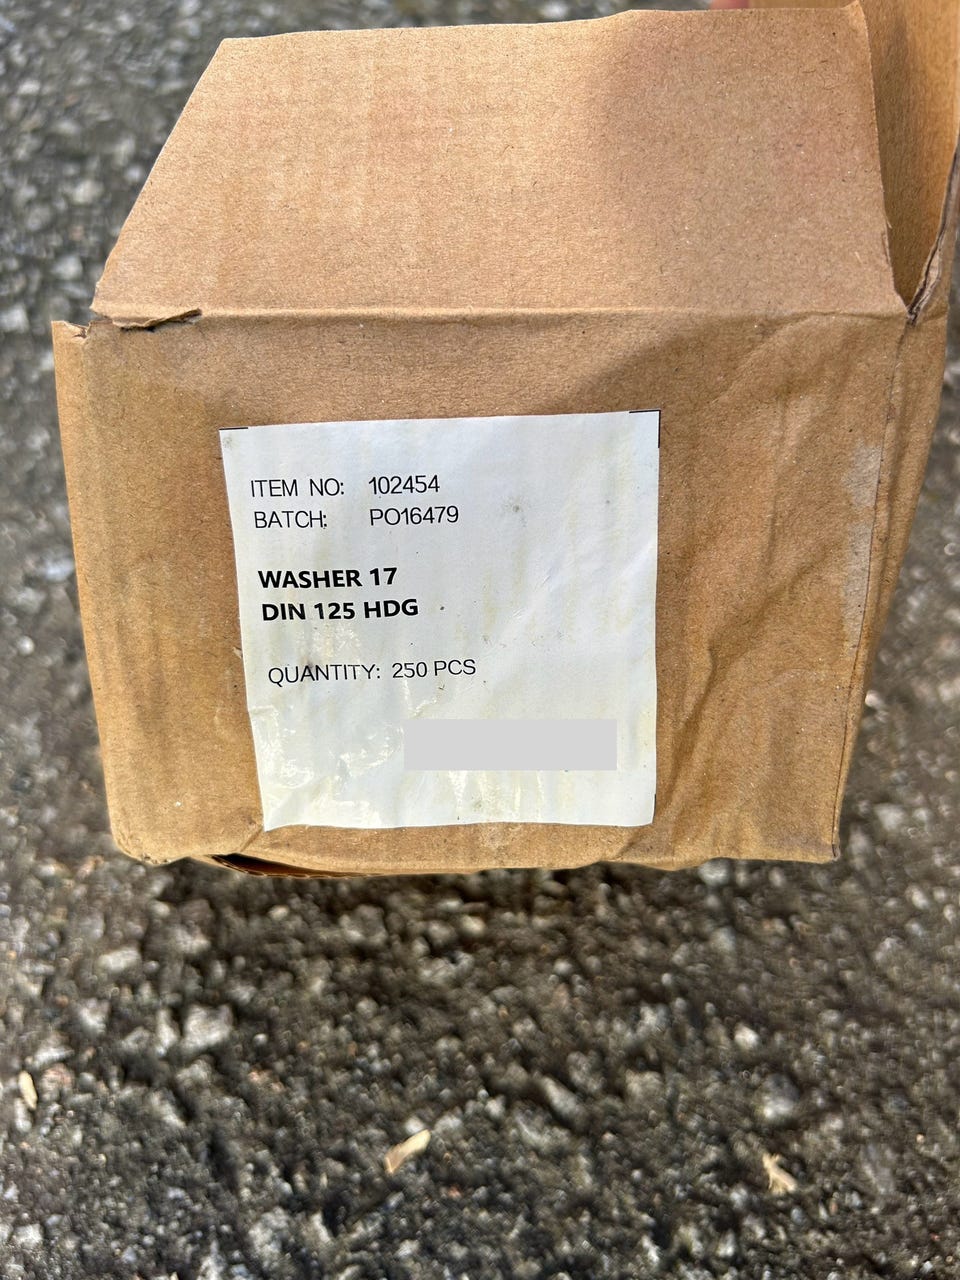 ITEM NO: 102454
BATCH: PO16479
WASHER 17
DIN 125 HDG
QUANTITY: 250 PCS